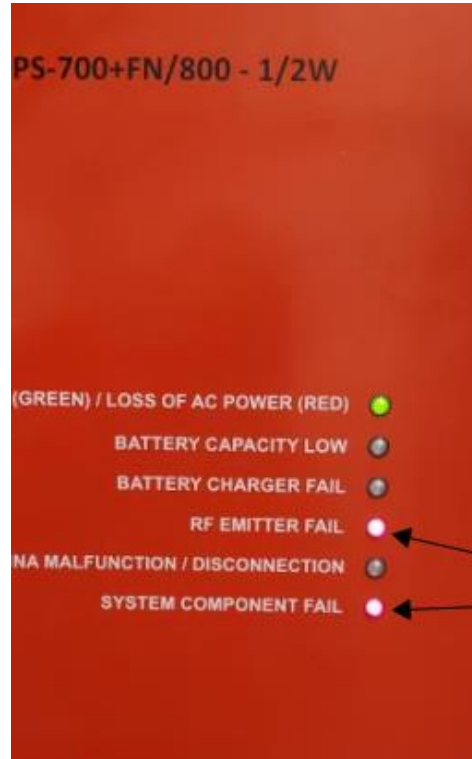 PS-700+FN/800 - 1/2W
(GREEN) / LOSS OF AC POWER (RED)
BATTERY CAPACITY LOW
BATTERY CHARGER FAIL
RF EMITTER FAIL
NA MALFUNCTION / DISCONNECTION
SYSTEM COMPONENT FAIL